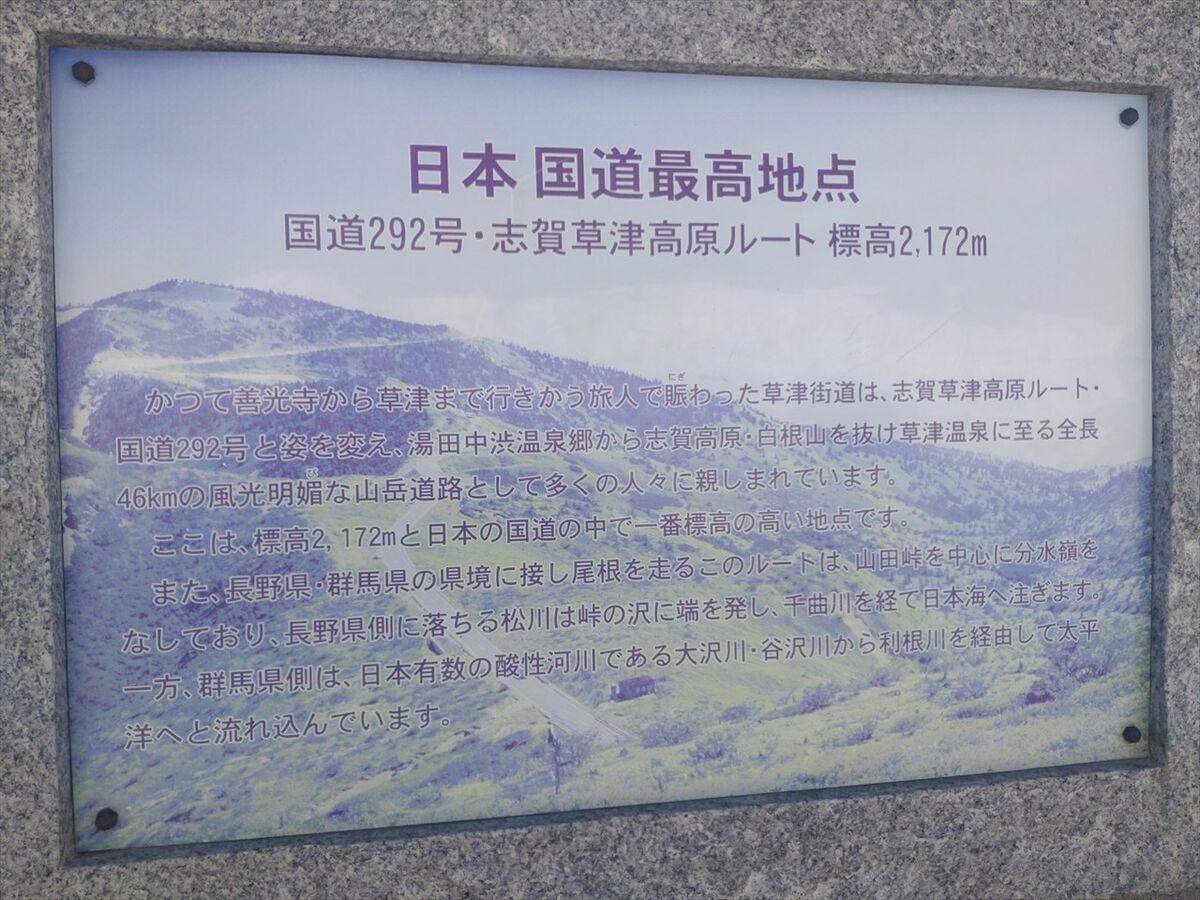 日本 国道最高地点
国道292号・志賀草津高原ルート 標高2,172m
かつて善光寺から草津まで行きかう旅人で賑わった草津街道は、志賀草津高原ルート・
にぎ
国道292号と姿を変え、湯田中渋温泉郷から志賀高原・白根山を抜け草津温泉に至る全長
46kmの風光明媚な山岳道路として多くの人々に親しまれています。
び
ここは、標高2,172mと日本の国道の中で一番標高の高い地点です。
また、長野県・群馬県の県境に接し尾根を走るこのルートは、山田峠を中心に分水嶺を
なしており、長野県側に落ちる松川は峠の沢に端を発し、千曲川を経て日本海へ注ぎます。
一方、群馬県側は、日本有数の酸性河川である大沢川・谷沢川から利根川を経由して太平
洋へと流れ込んでいます。